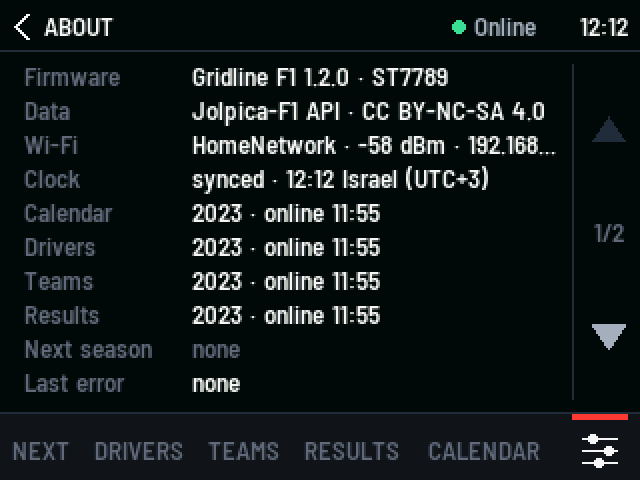 ABOUT
Online
12:12
Firmware Gridline F1 1.2.0 · ST7789
Data Jolpica-F1 API · CC BY-NC-SA 4.0
Wi-Fi HomeNetwork · -58 dBm · 192.168...
Clock synced · 12:12 Israel (UTC+3)
Calendar 2023 · online 11:55
Drivers 2023 · online 11:55
Teams 2023 · online 11:55
Results 2023 · online 11:55
Next season none
Last error none
1/2
NEXT DRIVERS TEAMS RESULTS CALENDAR